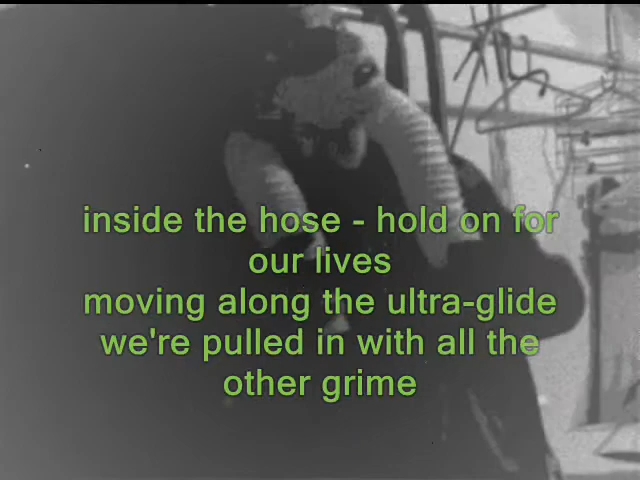 inside the hose - hold on for
our lives
moving along the ultra-glide
we're pulled in with all the
other grime